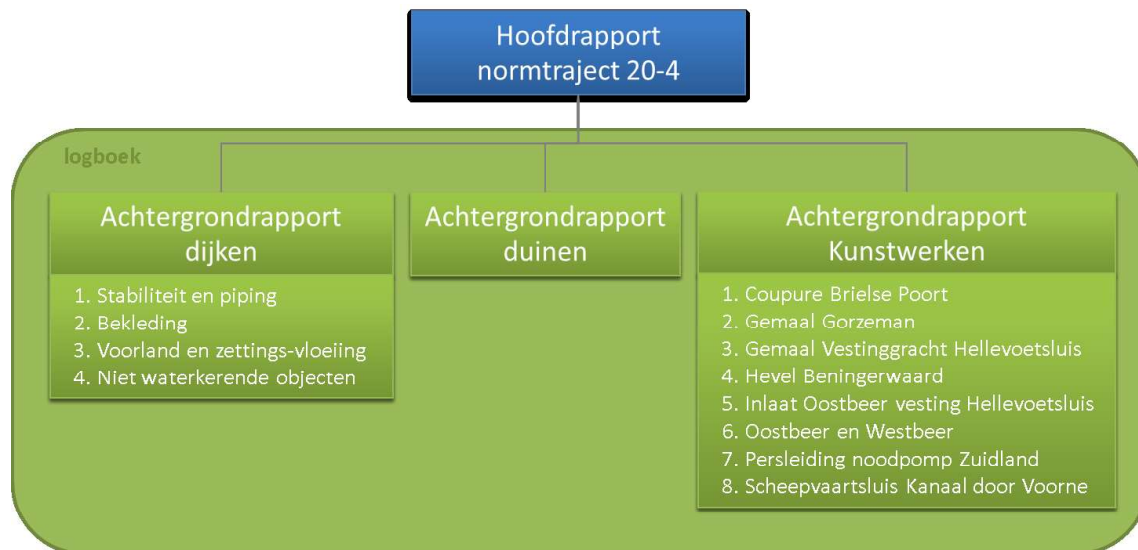 Hoofdrapport
normtraject 20-4
logboek
Achtergrondrapport
dijken
1. Stabiliteit en piping
2. Bekleding
3. Voorland en zettings-vloeiing
4. Niet waterkerende objecten
Achtergrondrapport
duinen
Achtergrondrapport
Kunstwerken
1. Coupure Brielse Poort
2. Gemaal Gorzeman
3. Gemaal Vestinggracht Hellevoetsluis
4. Hevel Beningerwaard
5. Inlaat Oostbeer vesting Hellevoetsluis
6. Oostbeer en Westbeer
7. Persleiding noodpomp Zuidland
8. Scheepvaartsluis Kanaal door Voorne